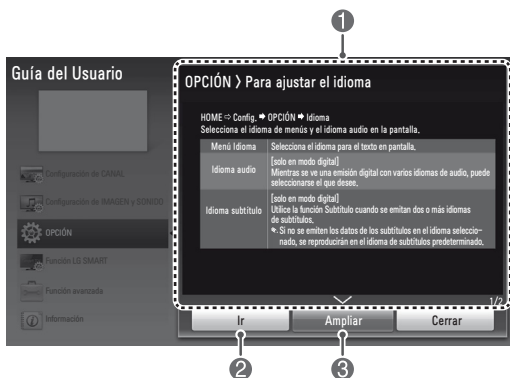 1
Guía del Usuario
Configuración de CANAL
Configuración de IMAGEN y SONIDO
OPCIÓN
Función LG SMART
Función avanzada
Información
OPCIÓN > Para ajustar el idioma
HOME ⇨ Config. ➡ OPCIÓN ➡ Idioma
Selecciona el idioma de menús y el idioma audio en la pantalla.
Menú Idioma Selecciona el idioma para el texto en pantalla.
Idioma audio [solo en modo digital]
Mientras se ve una emisión digital con varios idiomas de audio, puede
seleccionarse el que desee.
Idioma subtítulo [solo en modo digital]
Utilice la función Subtítulo cuando se emitan dos o más idiomas
de subtítulos.
Si no se emiten los datos de los subtítulos en el idioma seleccio-
nado, se reproducirán en el idioma de subtítulos predeterminado.
1/2
Ir Ampliar Cerrar
2 3